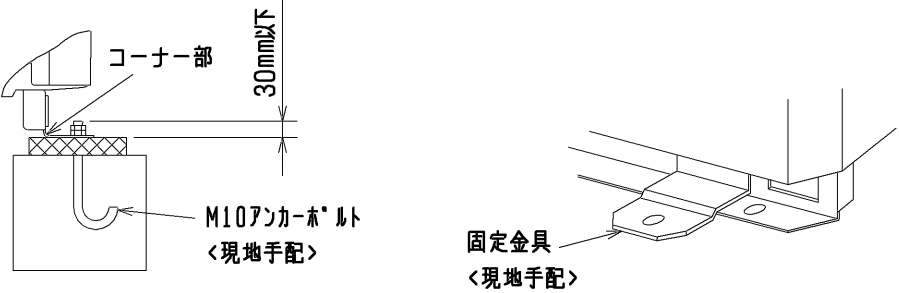 コーナー部
30mm以下
M10アンカーボルト
<現地手配>
固定金具
<現地手配>